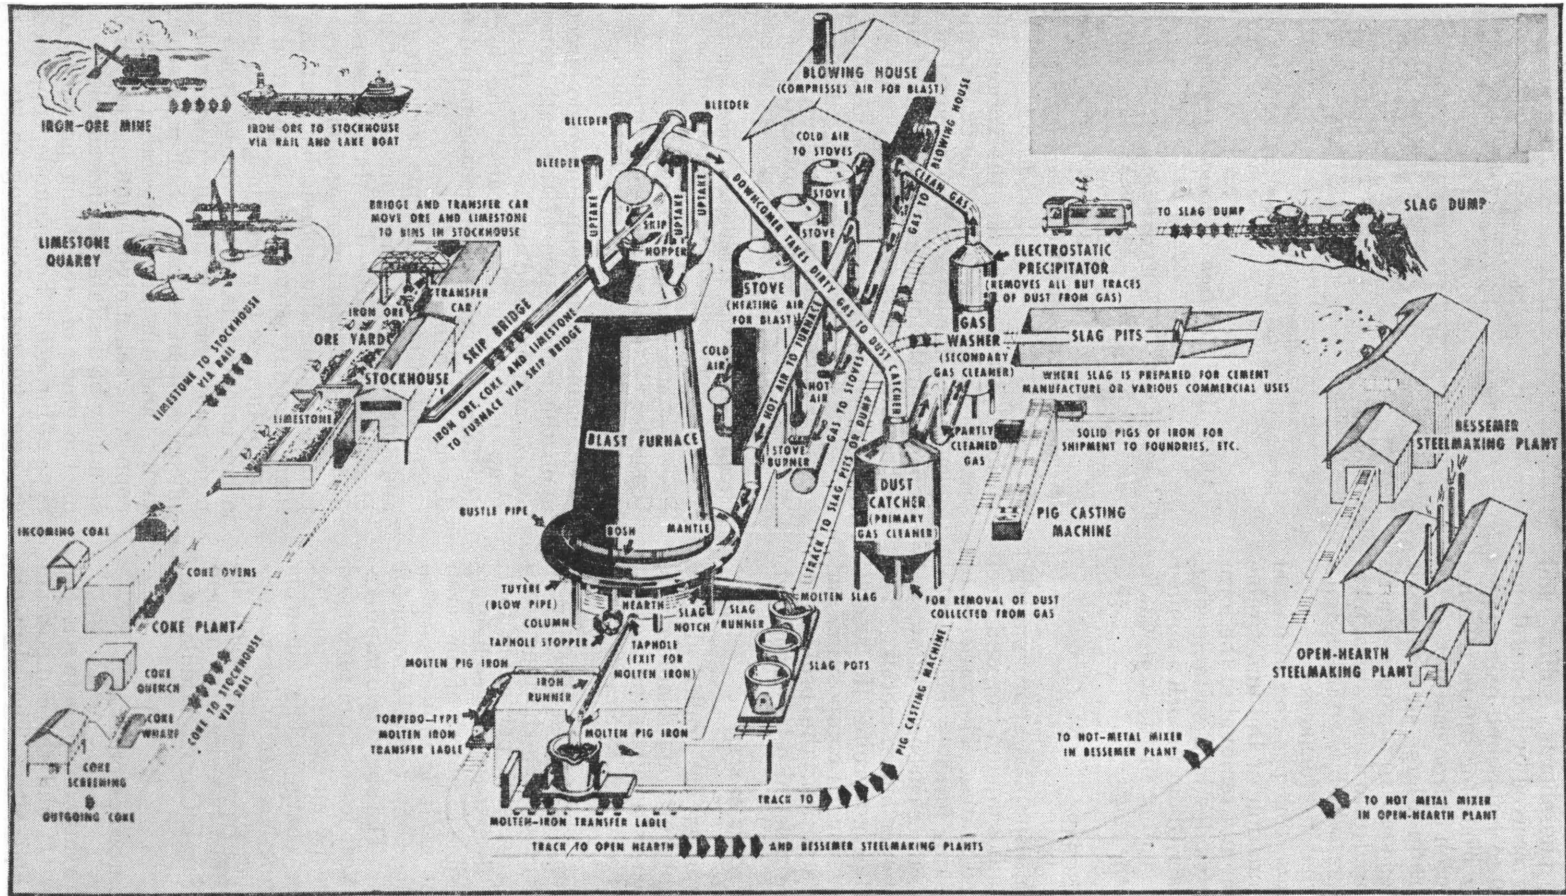 IRON-ORE MINE
IRON ORE TO STOCKHOUSE
VIA RAIL AND LAKE BOAT
LIMESTONE
QUARRY
BRIDGE AND TRANSFER CAR
MOVE ORE AND LIMESTONE
TO BINS IN STOCKHOUSE
TRANSFER
CAR
IRON ORE
ORE YARD
STOCKHOUSE
LIMESTONE
LIMESTONE TO STOCKHOUSE
VIA RAIL
SKIP BRIDGE
IRON ORE, COKE AND LIMESTONE
TO FURNACE VIA SKIP BRIDGE
INCOMING COAL
COKE OVENS
COKE PLANT
COKE
QUENCH
COKE
WHARF
COKE
SCREENING
&
OUTGOING COKE
COKE TO STOCKHOUSE
VIA RAIL
BLEEDER
BLEEDER
BLEEDER
UPTAKE
UPTAKE
UPTAKE
SKIP
HOPPER
BLAST FURNACE
BUSTLE PIPE
BOSH
MANTLE
TUYERE
(BLOW PIPE)
COLUMN
TAPHOLE STOPPER
HEARTH
TAPHOLE
(EXIT FOR
MOLTEN IRON)
SLAG
NOTCH
SLAG
RUNNER
MOLTEN SLAG
SLAG POTS
MOLTEN PIG IRON
IRON
RUNNER
TORPEDO-TYPE
MOLTEN IRON
TRANSFER LADLE
MOLTEN PIG IRON
MOLTEN-IRON TRANSFER LADLE
BLOWING HOUSE
(COMPRESSES AIR FOR BLAST)
COLD AIR
TO STOVES
STOVE
STOVE
STOVE
(HEATING AIR
FOR BLAST)
COLD
AIR
HOT
AIR
STOVE
BURNER
HOT AIR TO FURNACE
GAS TO STOVES
GAS TO BLOWING HOUSE
CLEAN GAS
DOWNCOMER TAKES DIRTY GAS TO DUST CATCHER
TRACK TO SLAG PITS OR DUMP
DUST
CATCHER
(PRIMARY
GAS CLEANER)
FOR REMOVAL OF DUST
COLLECTED FROM GAS
PARTLY
CLEANED
GAS
GAS
WASHER
(SECONDARY
GAS CLEANER)
ELECTROSTATIC
PRECIPITATOR
(REMOVES ALL BUT TRACES
OF DUST FROM GAS)
TO SLAG DUMP
SLAG DUMP
SLAG PITS
WHERE SLAG IS PREPARED FOR CEMENT
MANUFACTURE OR VARIOUS COMMERCIAL USES
SOLID PIGS OF IRON FOR
SHIPMENT TO FOUNDRIES, ETC.
PIG CASTING
MACHINE
BESSEMER
STEELMAKING PLANT
OPEN-HEARTH
STEELMAKING PLANT
TO HOT-METAL MIXER
IN BESSEMER PLANT
TO HOT METAL MIXER
IN OPEN-HEARTH PLANT
TRACK TO PIG CASTING MACHINE
TRACK TO OPEN HEARTH AND BESSEMER STEELMAKING PLANTS